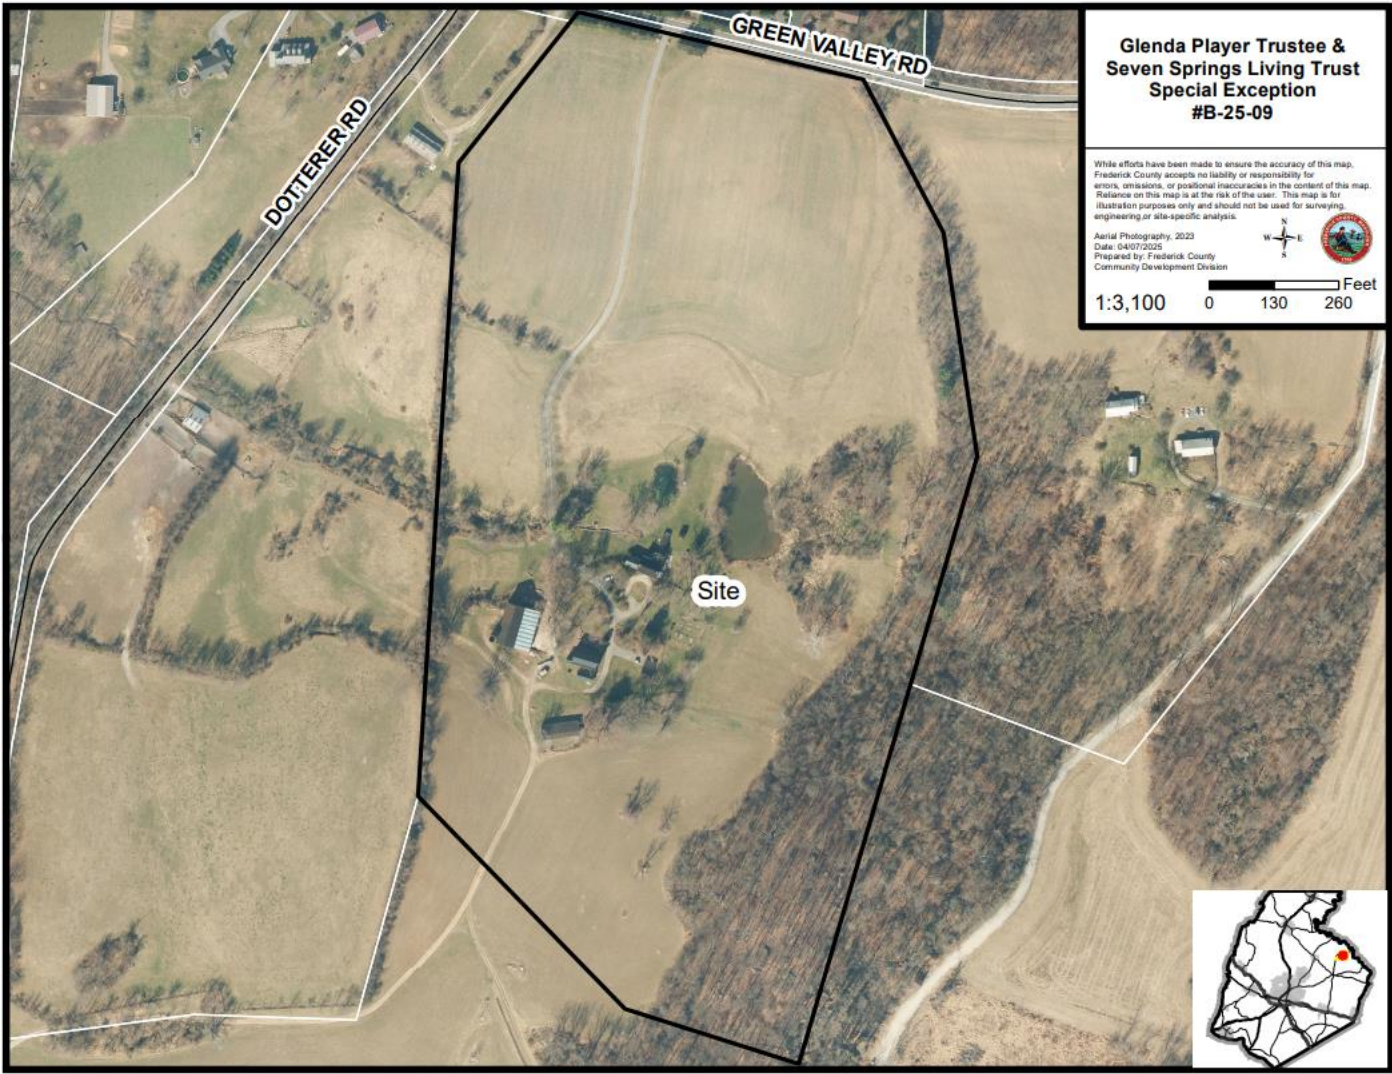 GREEN VALLEY RD
DOTTERER RD
Site
Glenda Player Trustee &
Seven Springs Living Trust
Special Exception
#B-25-09
While efforts have been made to ensure the accuracy of this map,
Frederick County accepts no liability or responsibility for
errors, omissions, or positional inaccuracies in the content of this map.
Reliance on this map is at the risk of the user. This map is for
illustration purposes only and should not be used for surveying,
engineering,or site-specific analysis.
Aerial Photography, 2023
Date: 04/07/2025
Prepared by: Frederick County
Community Development Division
N
W E
S
1:3,100
Feet
0 130 260